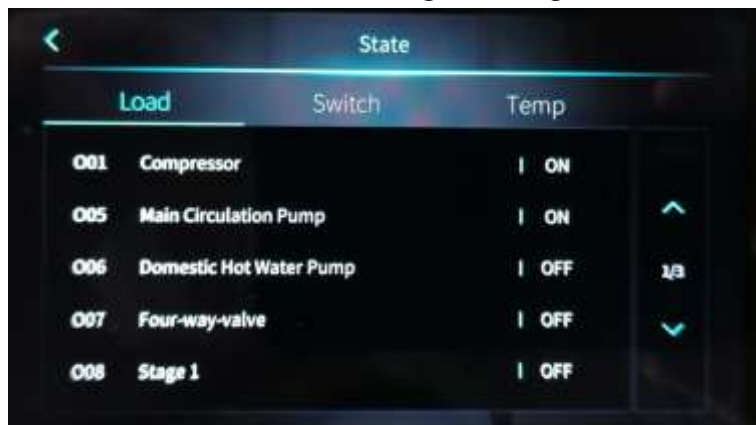 State
Load Switch Temp
O01 Compressor | ON
O05 Main Circulation Pump | ON
O06 Domestic Hot Water Pump | OFF
1/3
O07 Four-way-valve | OFF
O08 Stage 1 | OFF